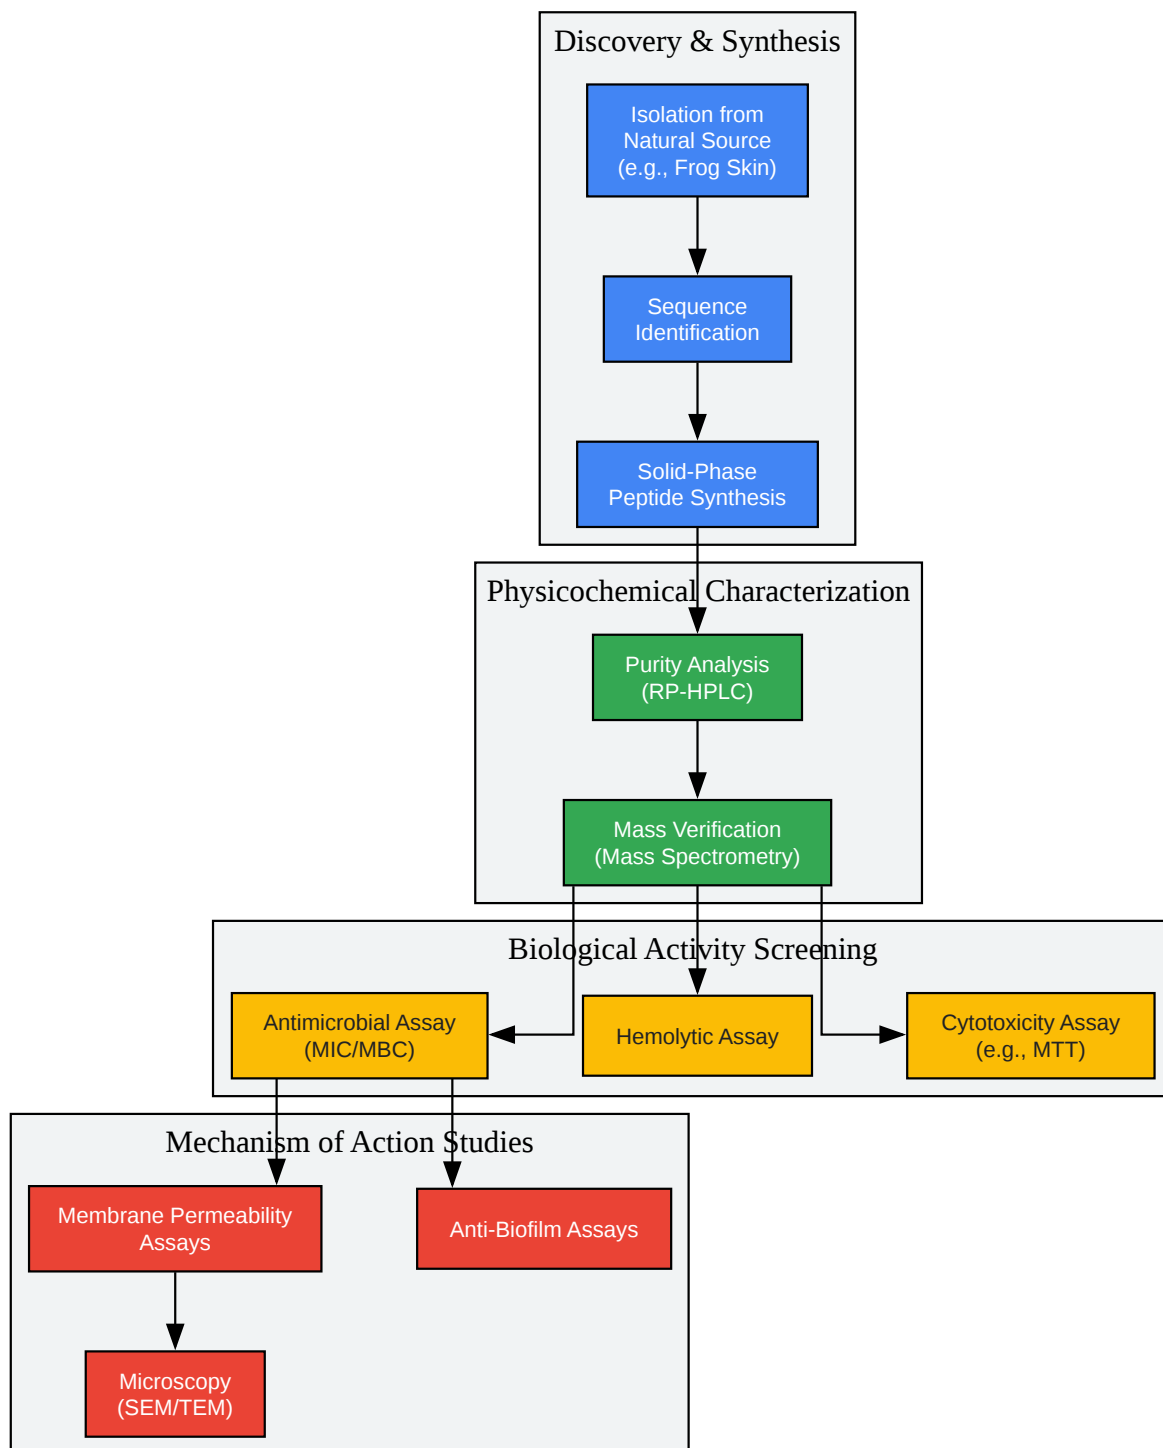 Discovery & Synthesis
Isolation from
Natural Source
(e.g., Frog Skin)
Sequence
Identification
Solid-Phase
Peptide Synthesis
Physicochemical Characterization
Purity Analysis
(RP-HPLC)
Mass Verification
(Mass Spectrometry)
Biological Activity Screening
Antimicrobial Assay
(MIC/MBC)
Hemolytic Assay
Cytotoxicity Assay
(e.g., MTT)
Mechanism of Action Studies
Membrane Permeability
Assays
Anti-Biofilm Assays
Microscopy
(SEM/TEM)